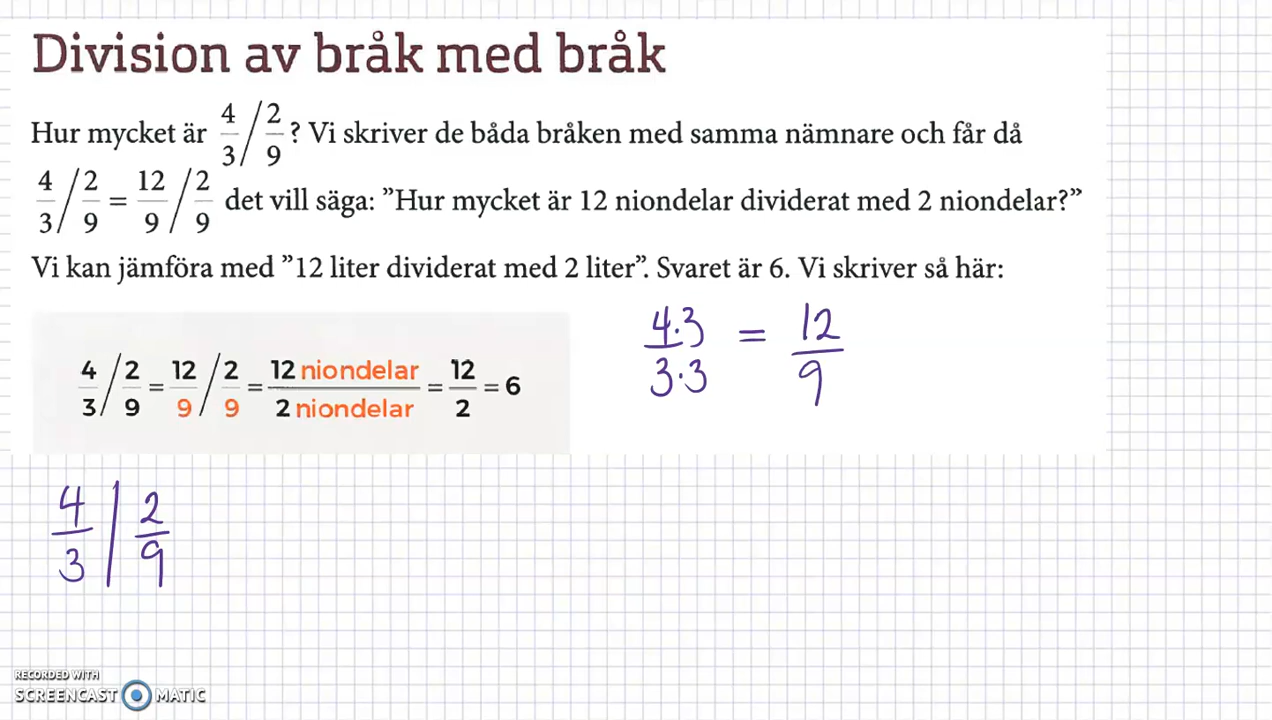 Division av bråk med bråk
Hur mycket är 4/3 / 2/9 ? Vi skriver de båda bråken med samma nämnare och får då
4/3 / 2/9 = 12/9 / 2/9 det vill säga: ”Hur mycket är 12 niondelar dividerat med 2 niondelar?”
Vi kan jämföra med ”12 liter dividerat med 2 liter”. Svaret är 6. Vi skriver så här:
4·3/3·3 = 12/9
4/3 / 2/9 = 12/9 / 2/9 = 12 niondelar/2 niondelar = 12/2 = 6
4/3 / 2/9
RECORDED WITH
SCREENCAST MATIC